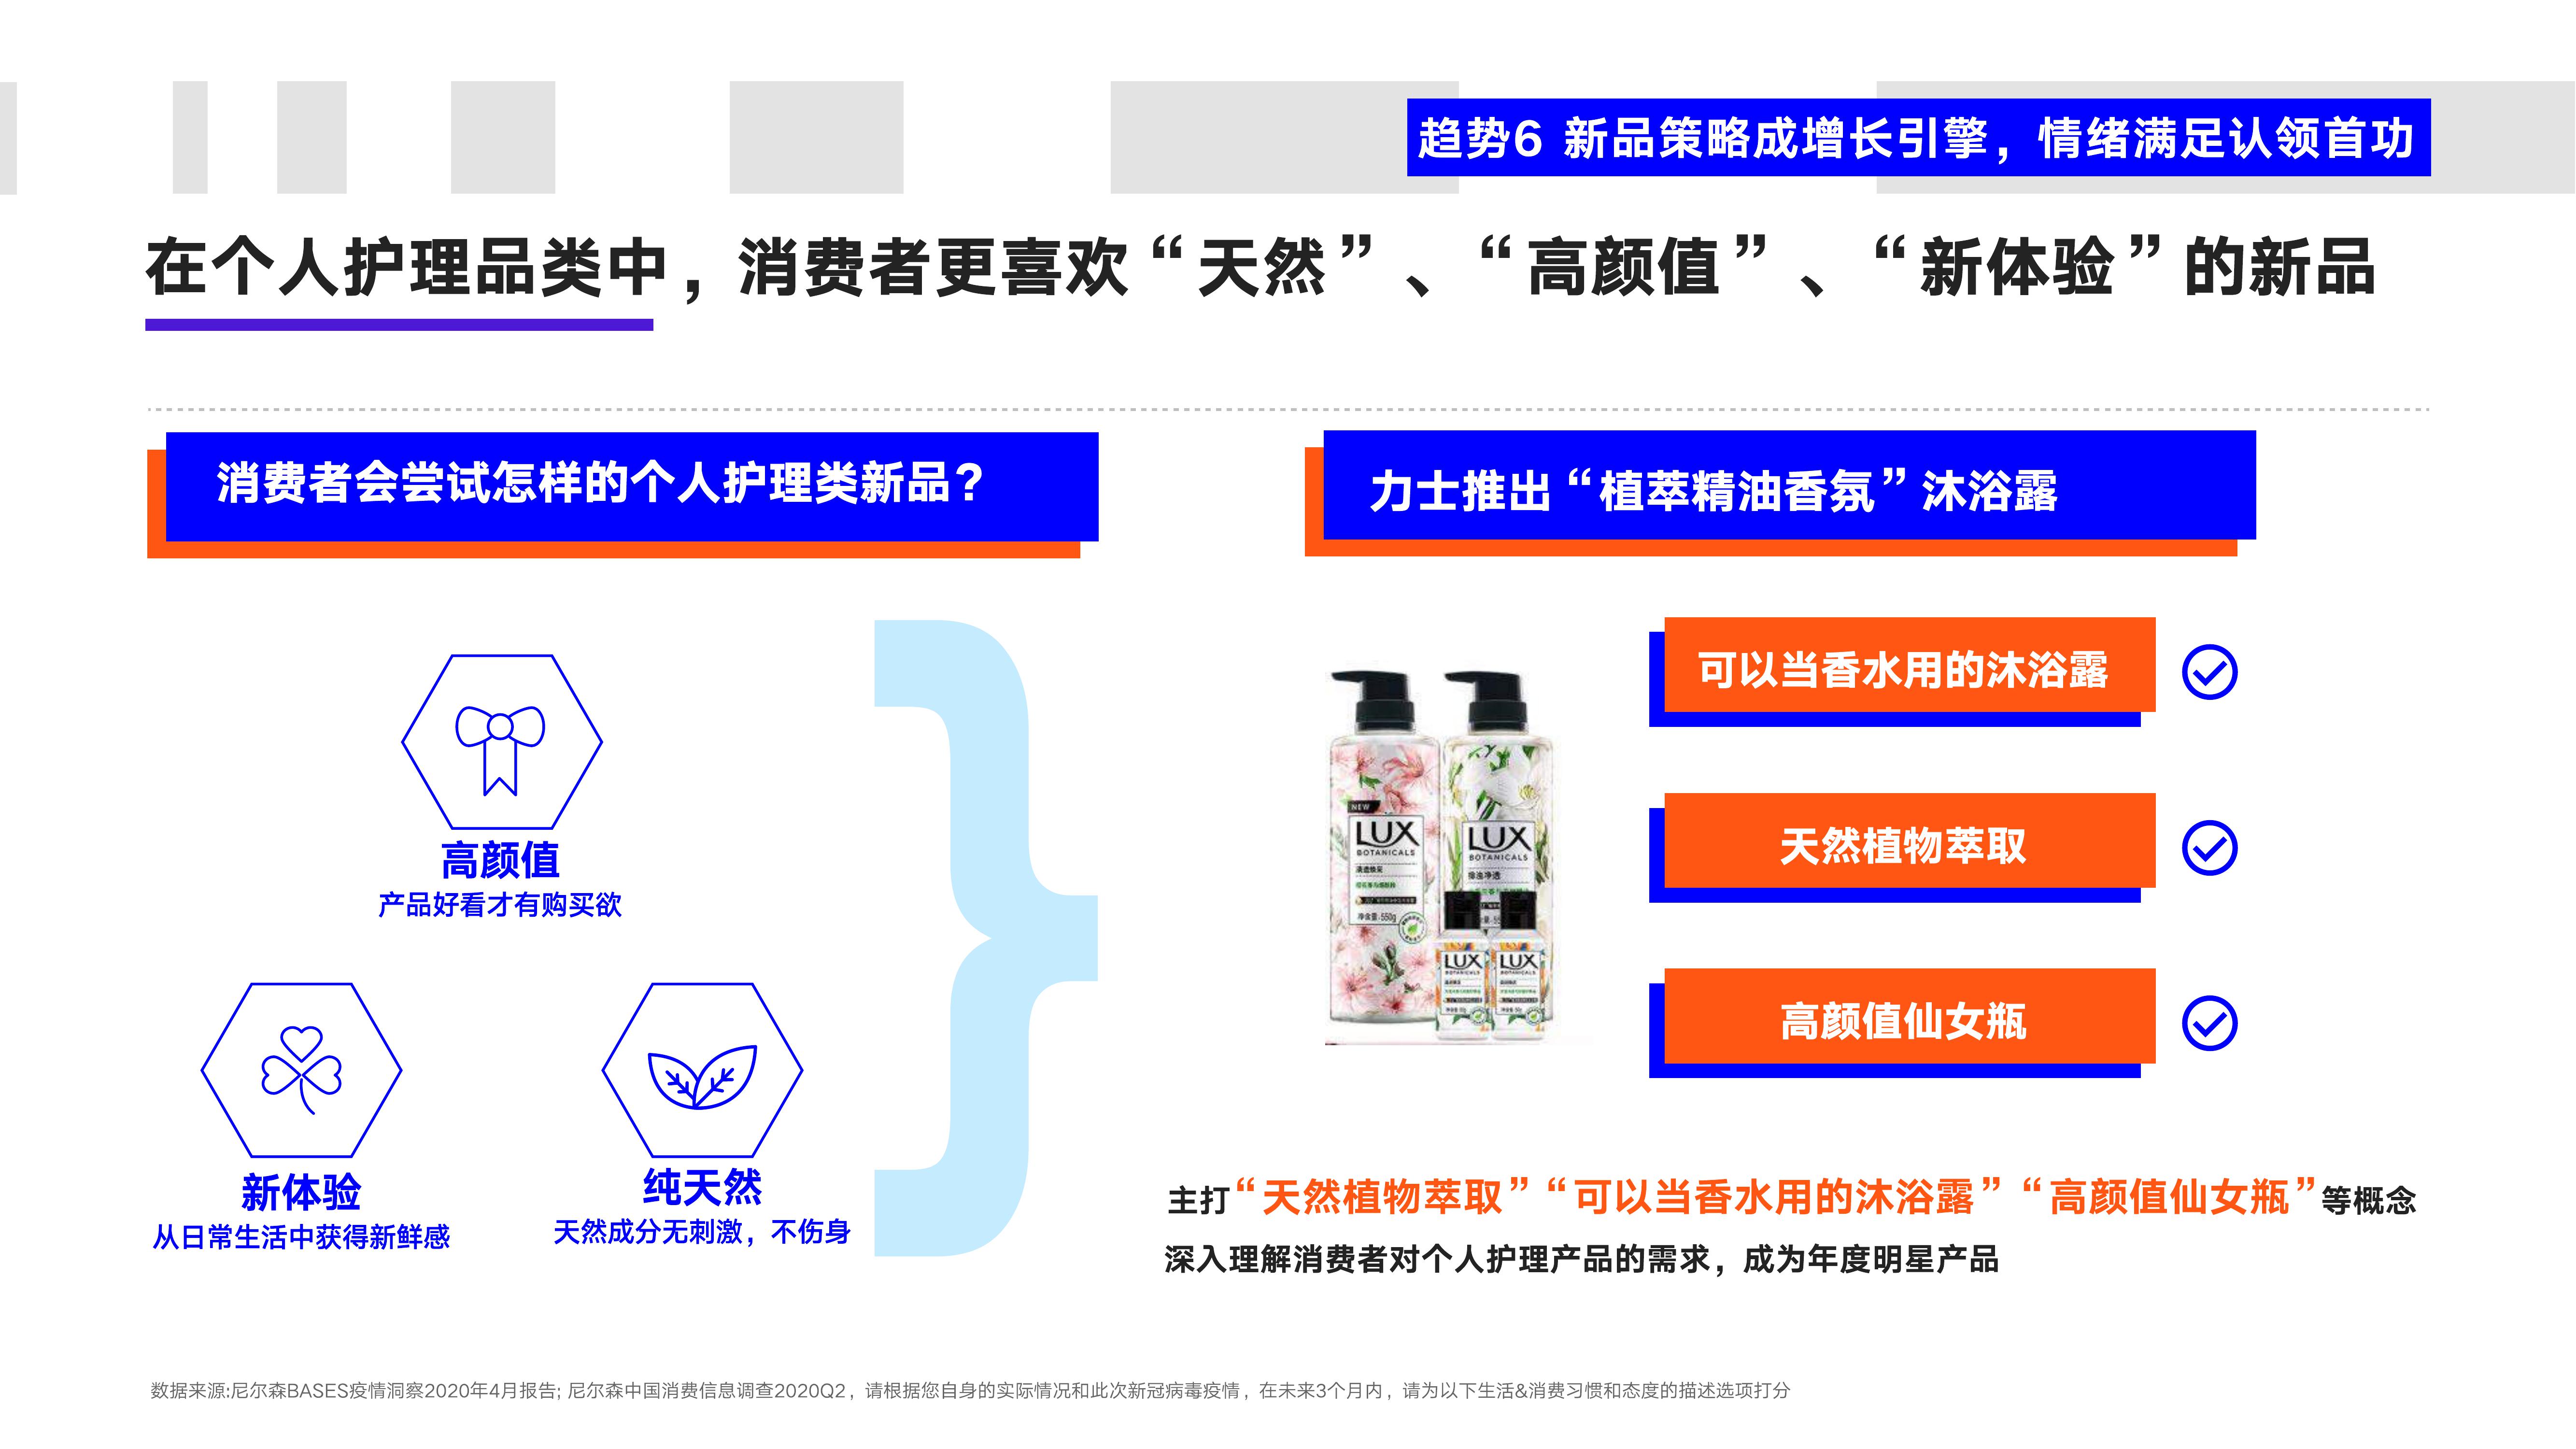 趋势6 新品策略成增长引擎，情绪满足认领首功
在个人护理品类中，消费者更喜欢“天然”、“高颜值”、“新体验”的新品
消费者会尝试怎样的个人护理类新品？
高颜值
产品好看才有购买欲
新体验
从日常生活中获得新鲜感
纯天然
天然成分无刺激，不伤身
力士推出“植萃精油香氛”沐浴露
NEW
LUX
BOTANICALS
净含量:550g
LUX
BOTANICALS
LUX
BOTANICALS
LUX
BOTANICALS
可以当香水用的沐浴露
天然植物萃取
高颜值仙女瓶
主打“天然植物萃取”“可以当香水用的沐浴露”“高颜值仙女瓶”等概念
深入理解消费者对个人护理产品的需求，成为年度明星产品
数据来源:尼尔森BASES疫情洞察2020年4月报告; 尼尔森中国消费信息调查2020Q2，请根据您自身的实际情况和此次新冠病毒疫情，在未来3个月内，请为以下生活&消费习惯和态度的描述选项打分